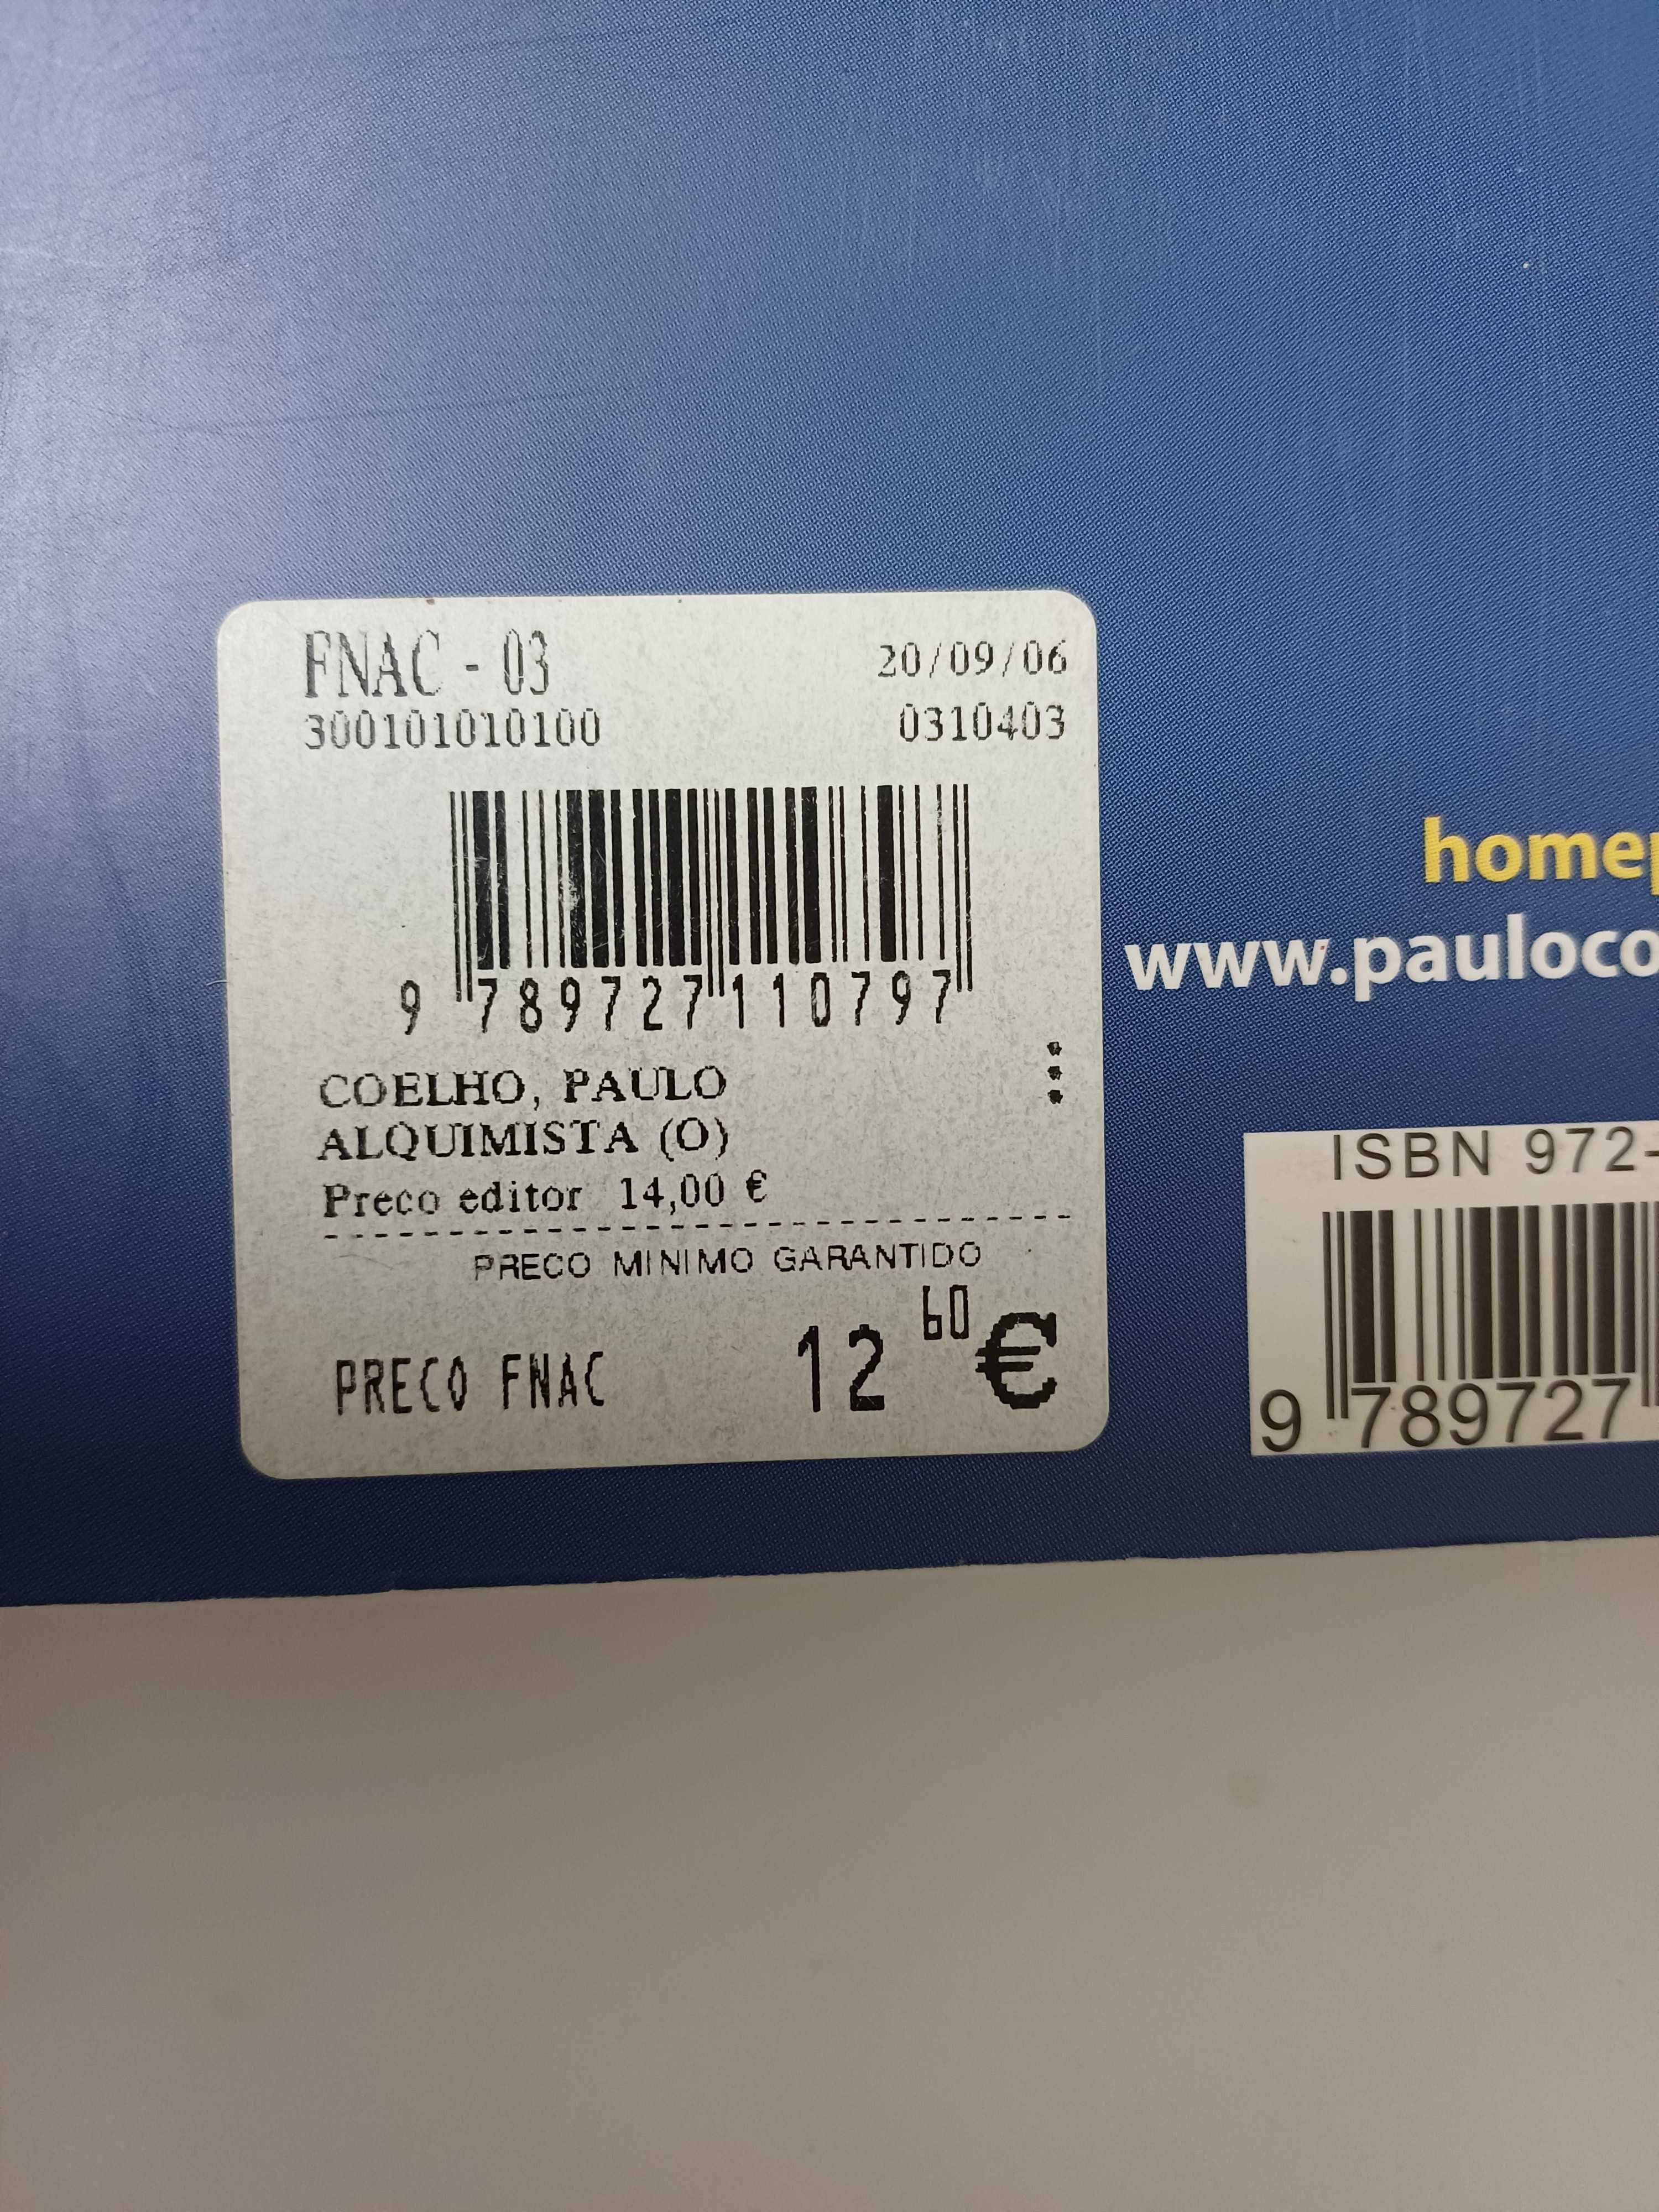 FNAC - 03 20/09/06
300101010100 0310403
9 789727 110797
COELHO, PAULO
ALQUIMISTA (O)
Preco editor 14,00 €
PRECO MINIMO GARANTIDO
PRECO FNAC 12 60 €
homep
www.pauloco
ISBN 972-
9 789727